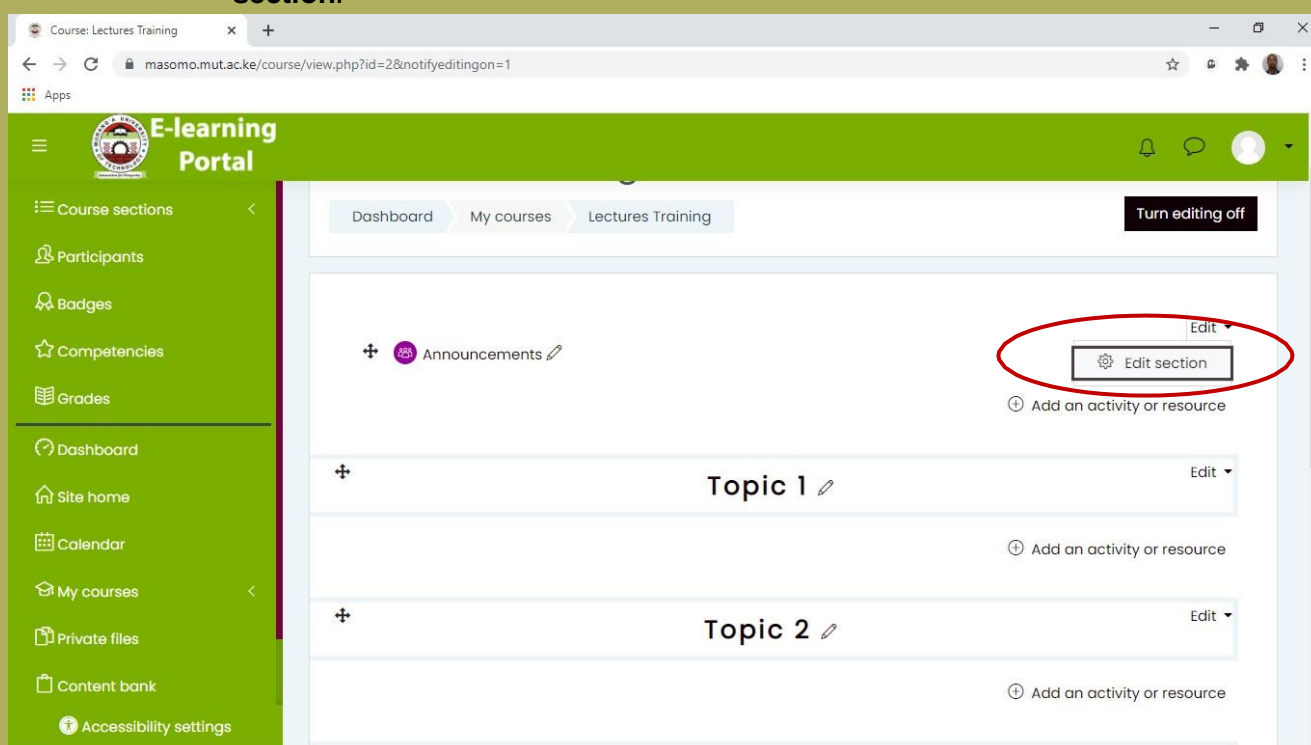 section.
Course: Lectures Training
masomo.mut.ac.ke/course/view.php?id=2&notifyeditingon=1
Apps
E-learning
Portal
Course sections
Participants
Badges
Competencies
Grades
Dashboard
Site home
Calendar
My courses
Private files
Content bank
Accessibility settings
Dashboard My courses Lectures Training
Turn editing off
Edit
Announcements
Edit section
Add an activity or resource
Topic 1
Edit
Add an activity or resource
Topic 2
Edit
Add an activity or resource